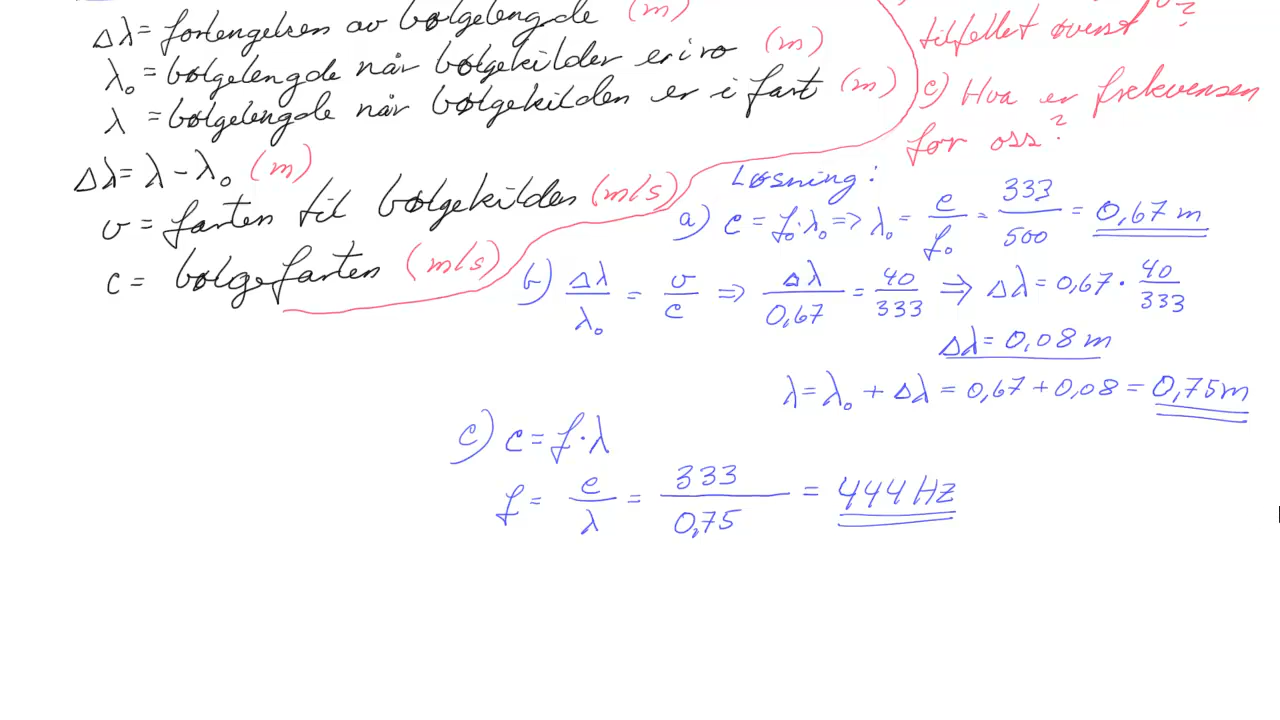 Δλ = forlengelsen av bølgelengde (m)
λ₀ = bølgelengde når bølgekilder er i ro (m)
λ = bølgelengde når bølgekilden er i fart (m)
Δλ = λ - λ₀ (m)
v = farten til bølgekilden (m/s)
c = bølgefarten (m/s)
tilfellet øverst ?
c) Hva er frekvensen
for oss?
Løsning:
a) c = f₀·λ₀ => λ₀ = c/f₀ = 333/500 = 0,67 m
b) Δλ/λ₀ = v/c => Δλ/0,67 = 40/333 => Δλ = 0,67 · 40/333
Δλ = 0,08 m
λ = λ₀ + Δλ = 0,67 + 0,08 = 0,75 m
c) c = f·λ
f = c/λ = 333/0,75 = 444 Hz